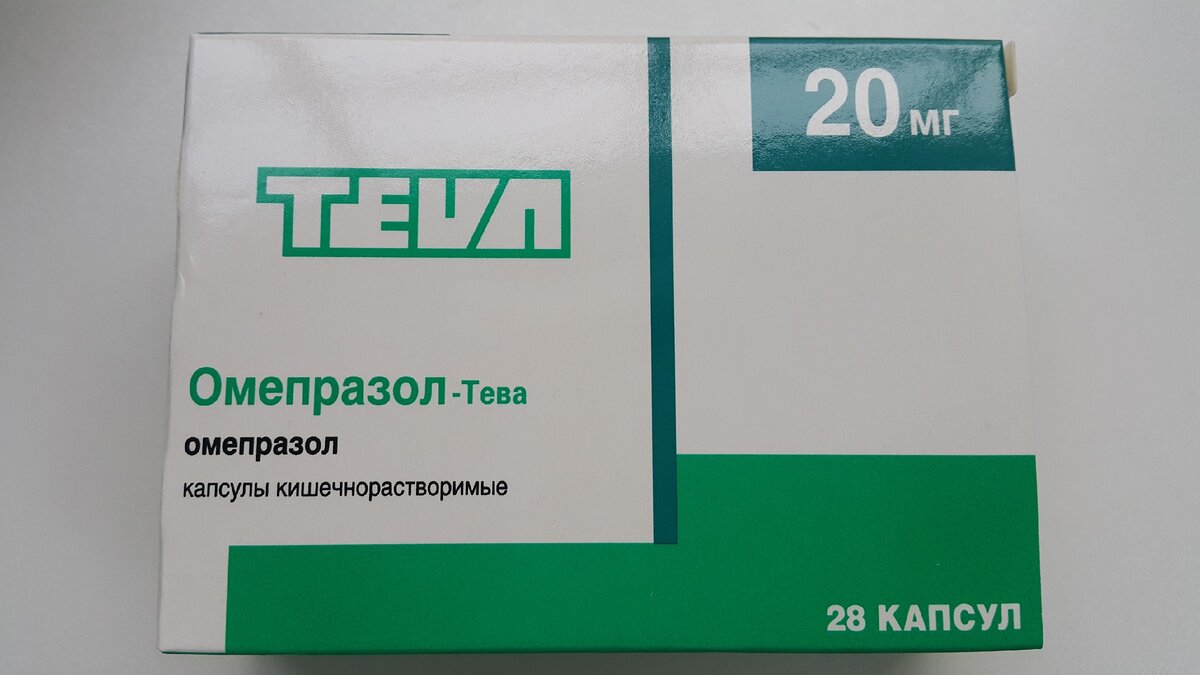 20 мг
TEVA
Омепразол-Тева
омепразол
капсулы кишечнорастворимые
28 КАПСУЛ